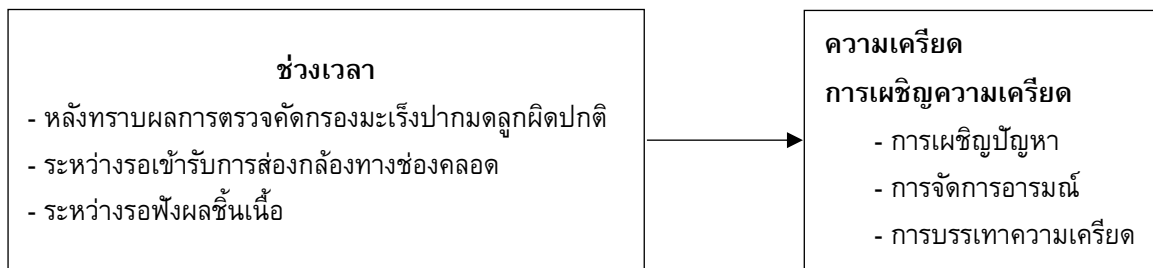 ช่วงเวลา
- หลังทราบผลการตรวจคัดกรองมะเร็งปากมดลูกผิดปกติ
- ระหว่างรอเข้ารับการส่องกล้องทางช่องคลอด
- ระหว่างรอฟังผลชิ้นเนื้อ
ความเครียด
การเผชิญความเครียด
- การเผชิญปัญหา
- การจัดการอารมณ์
- การบรรเทาความเครียด